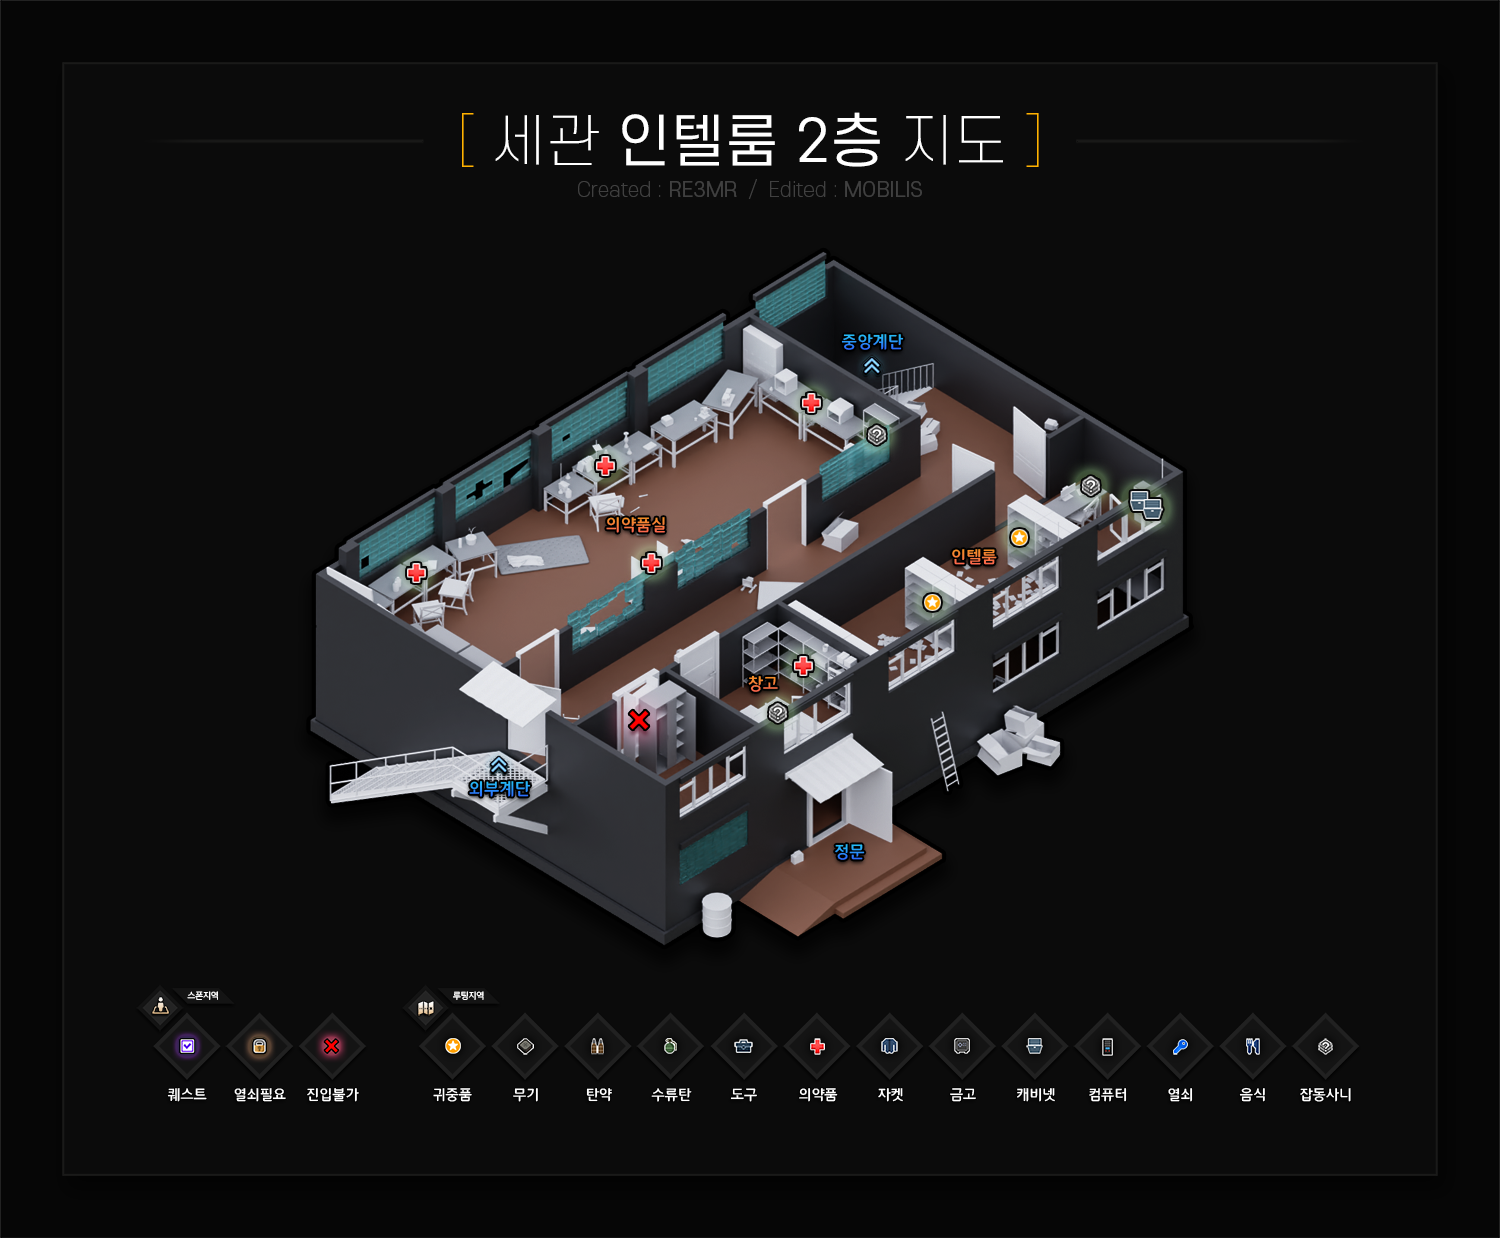 [ 세관 인텔룸 2층 지도 ]
Created : RE3MR / Edited : MOBILIS
중앙계단
의약품실
인텔룸
창고
외부계단
정문
스폰지역
루팅지역
퀘스트 열쇠필요 진입불가 귀중품 무기 탄약 수류탄 도구 의약품 자켓 금고 캐비넷 컴퓨터 열쇠 음식 잡동사니